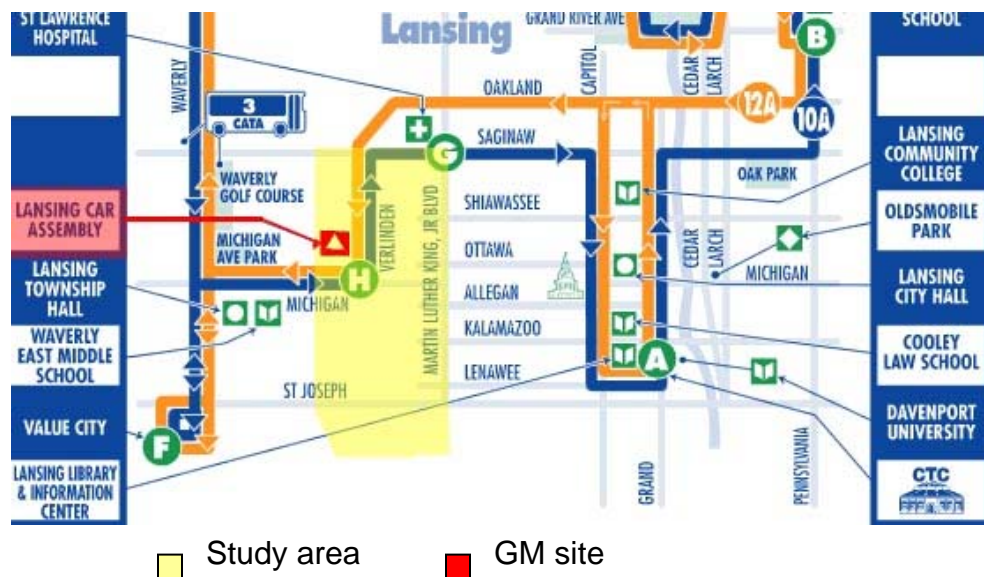 ST LAWRENCE
HOSPITAL
Lansing
GRAND RIVER AVE
SCHOOL
B
WAVERLY
3
CATA
OAKLAND
CAPITOL
CEDAR
LARCH
12A
10A
G
SAGINAW
LANSING
COMMUNITY
COLLEGE
WAVERLY
GOLF COURSE
OAK PARK
LANSING CAR
ASSEMBLY
VERLINDEN
MARTIN LUTHER KING, JR BLVD
SHIAWASSEE
OLDSMOBILE
PARK
MICHIGAN
AVE PARK
OTTAWA
CEDAR
LARCH
MICHIGAN
LANSING
TOWNSHIP
HALL
H
MICHIGAN
ALLEGAN
LANSING
CITY HALL
WAVERLY
EAST MIDDLE
SCHOOL
KALAMAZOO
COOLEY
LAW SCHOOL
A
LENAWEE
ST JOSEPH
VALUE CITY
F
DAVENPORT
UNIVERSITY
LANSING LIBRARY
& INFORMATION
CENTER
GRAND
PENNSYLVANIA
CTC
Study area
GM site